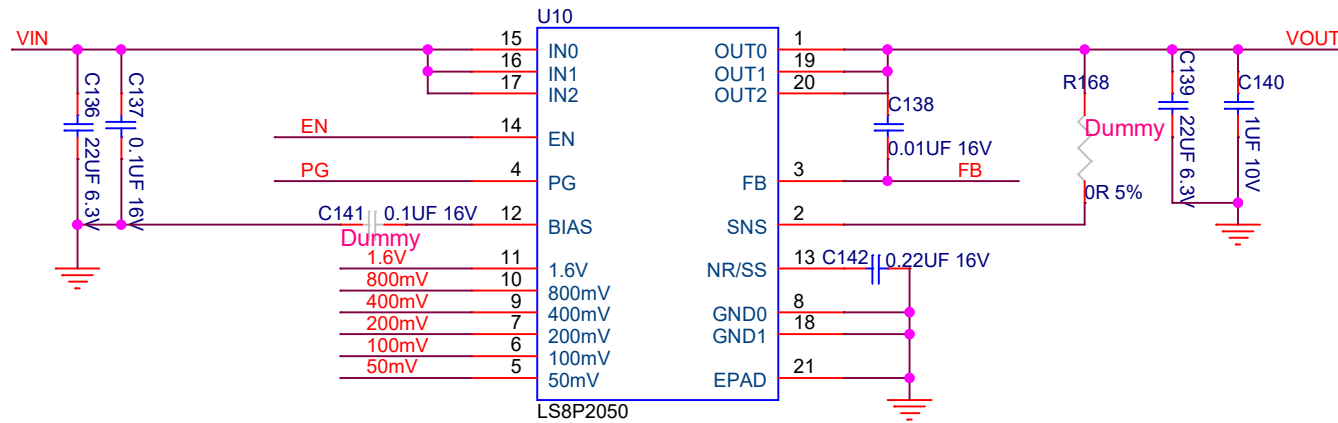 U10
VIN
15
IN0
16
IN1
17
IN2
14
EN
EN
4
PG
PG
12
BIAS
11
1.6V
1.6V
10
800mV
800mV
9
400mV
400mV
7
200mV
200mV
6
100mV
100mV
5
50mV
50mV
C136
22UF 6.3V
C137
0.1UF 16V
C141
0.1UF 16V
Dummy
1
OUT0
19
OUT1
20
OUT2
3
FB
FB
2
SNS
13
NR/SS
8
GND0
18
GND1
21
EPAD
VOUT
C138
0.01UF 16V
R168
Dummy
0R 5%
C139
22UF 6.3V
C140
1UF 10V
C142
0.22UF 16V
LS8P2050